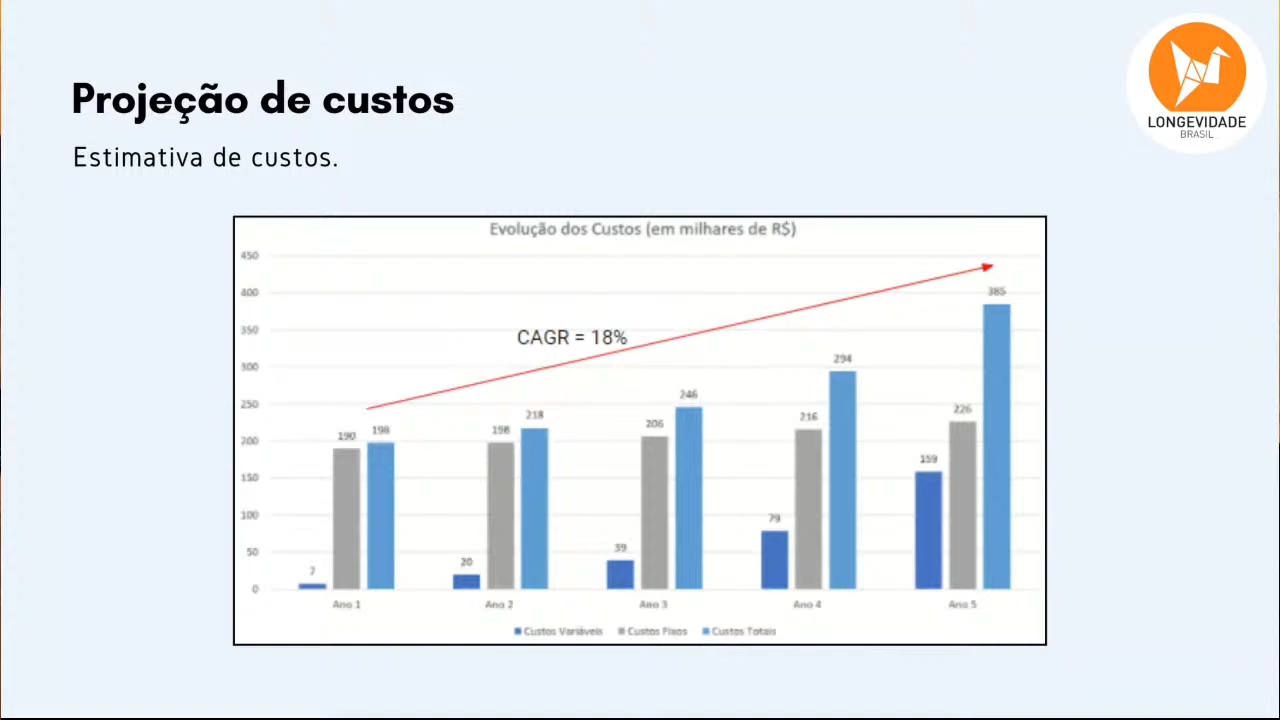 LONGEVIDADE
BRASIL
Projeção de custos
Estimativa de custos.
Evolução dos Custos (em milhares de R$)
450
400
350
300
250
200
150
100
50
0
CAGR = 18%
7
190
198
20
198
218
39
206
246
79
216
294
159
226
385
Ano 1
Ano 2
Ano 3
Ano 4
Ano 5
Custos Variáveis
Custos Fixos
Custos Totais